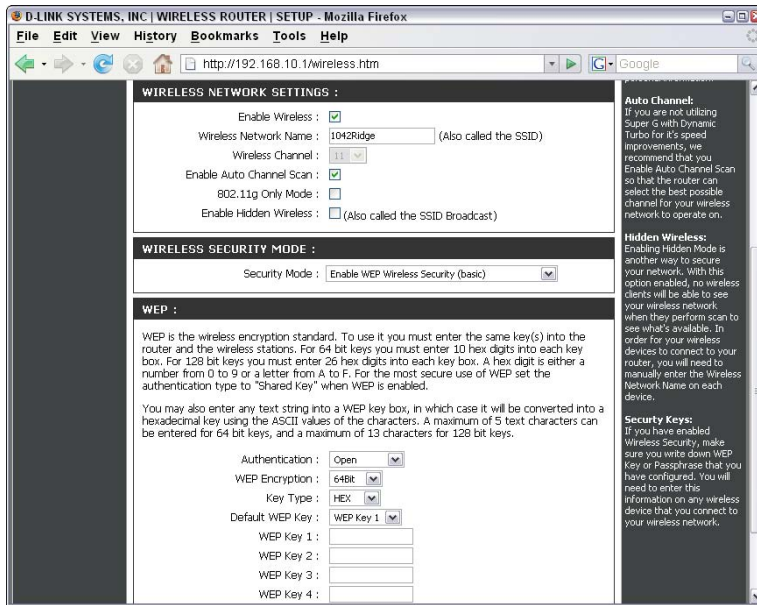 D-LINK SYSTEMS, INC | WIRELESS ROUTER | SETUP - Mozilla Firefox
File Edit View History Bookmarks Tools Help
http://192.168.10.1/wireless.htm
Google
WIRELESS NETWORK SETTINGS :
Enable Wireless :
Wireless Network Name : 1042Ridge (Also called the SSID)
Wireless Channel : 11
Enable Auto Channel Scan :
802.11g Only Mode :
Enable Hidden Wireless : (Also called the SSID Broadcast)
WIRELESS SECURITY MODE :
Security Mode : Enable WEP Wireless Security (basic)
WEP :
WEP is the wireless encryption standard. To use it you must enter the same key(s) into the
router and the wireless stations. For 64 bit keys you must enter 10 hex digits into each key
box. For 128 bit keys you must enter 26 hex digits into each key box. A hex digit is either a
number from 0 to 9 or a letter from A to F. For the most secure use of WEP set the
authentication type to "Shared Key" when WEP is enabled.
You may also enter any text string into a WEP key box, in which case it will be converted into a
hexadecimal key using the ASCII values of the characters. A maximum of 5 text characters can
be entered for 64 bit keys, and a maximum of 13 characters for 128 bit keys.
Authentication : Open
WEP Encryption : 64Bit
Key Type : HEX
Default WEP Key : WEP Key 1
WEP Key 1 :
WEP Key 2 :
WEP Key 3 :
WEP Key 4 :
Auto Channel:
If you are not utilizing
Super G with Dynamic
Turbo for it's speed
improvements, we
recommend that you
Enable Auto Channel Scan
so that the router can
select the best possible
channel for your wireless
network to operate on.
Hidden Wireless:
Enabling Hidden Mode is
another way to secure
your network. With this
option enabled, no wireless
clients will be able to see
your wireless network
when they perform scan to
see what's available. In
order for your wireless
devices to connect to your
router, you will need to
manually enter the Wireless
Network Name on each
device.
Securty Keys:
If you have enabled
Wireless Security, make
sure you write down WEP
Key or Passphrase that you
have configured. You will
need to enter this
information on any wireless
device that you connect to
your wireless network.